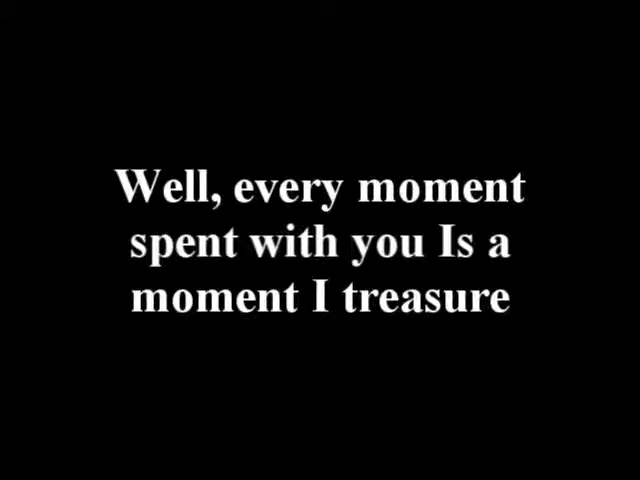 Well, every moment
spent with you Is a
moment I treasure